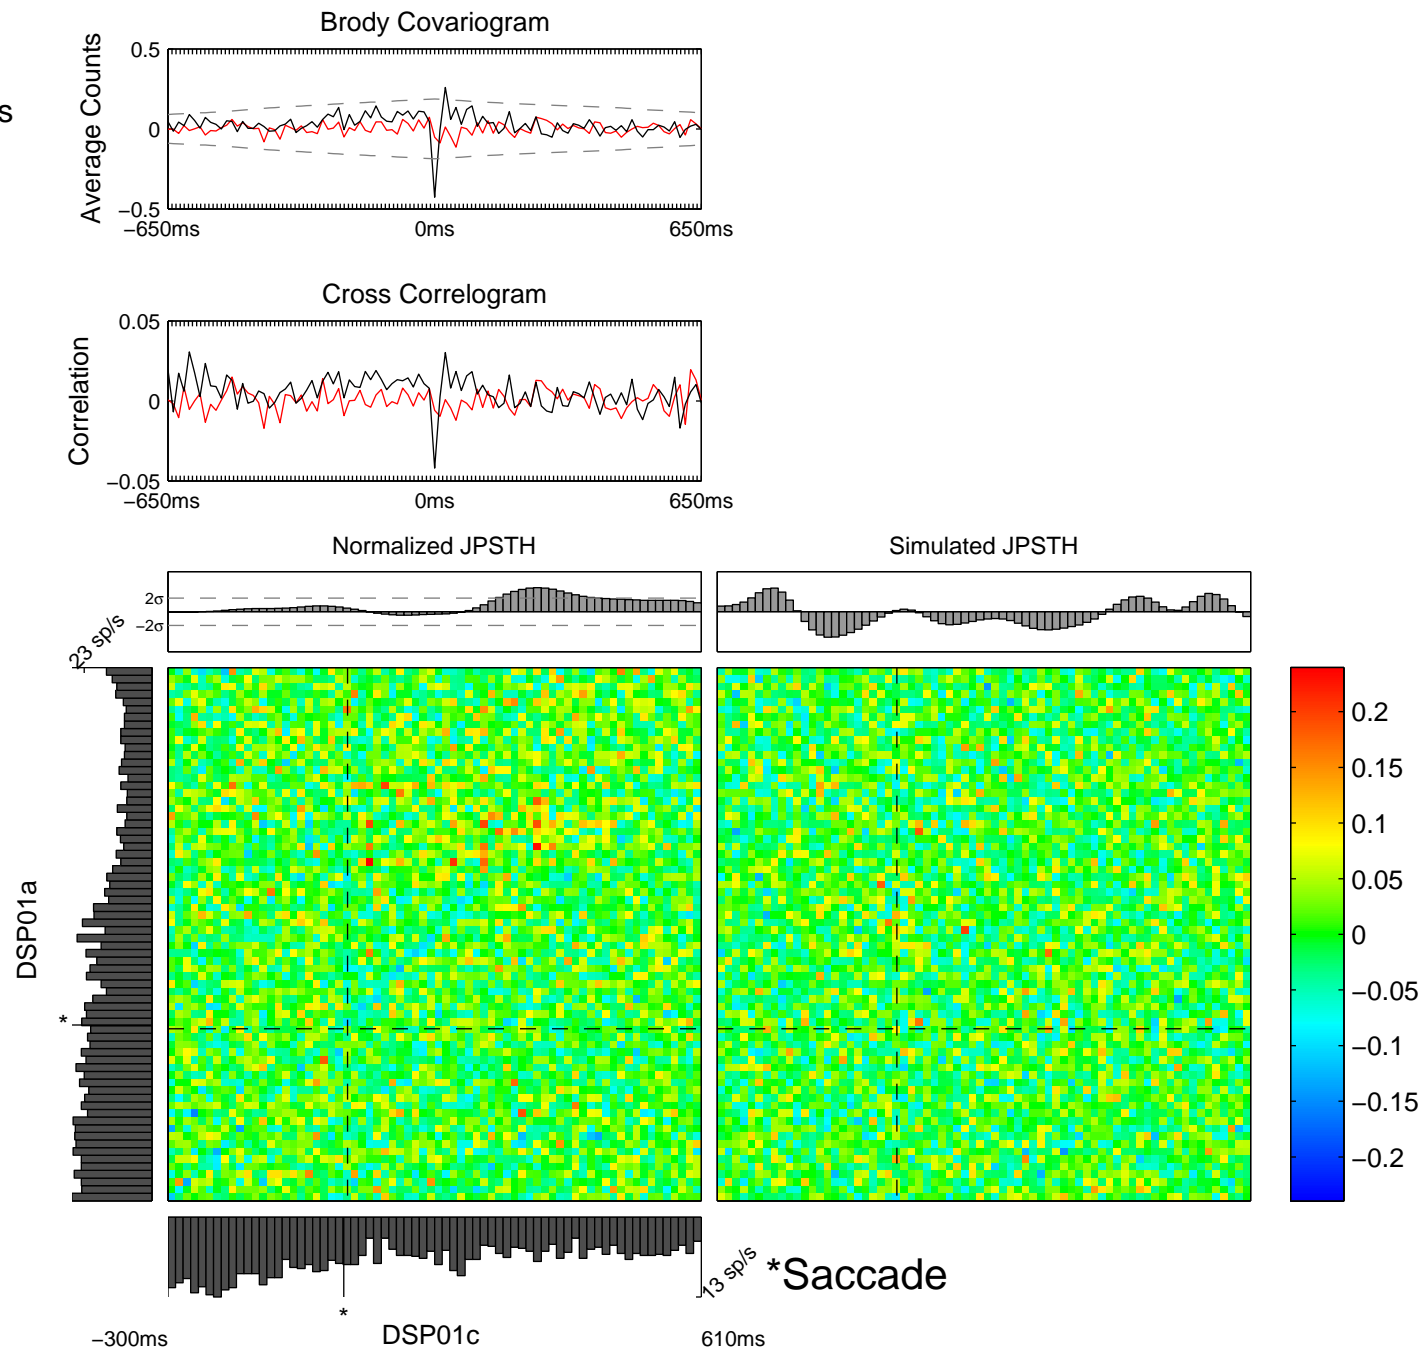 Brody Covariogram
s
Average Counts
0.5
0
−0.5
−650ms
0ms
650ms
Cross Correlogram
Correlation
0.05
0
−0.05
−650ms
0ms
650ms
Normalized JPSTH
Simulated JPSTH
2σ
−2σ
23 sp/s
DSP01a
*
0.2
0.15
0.1
0.05
0
−0.05
−0.1
−0.15
−0.2
13 sp/s
*Saccade
*
−300ms
DSP01c
610ms